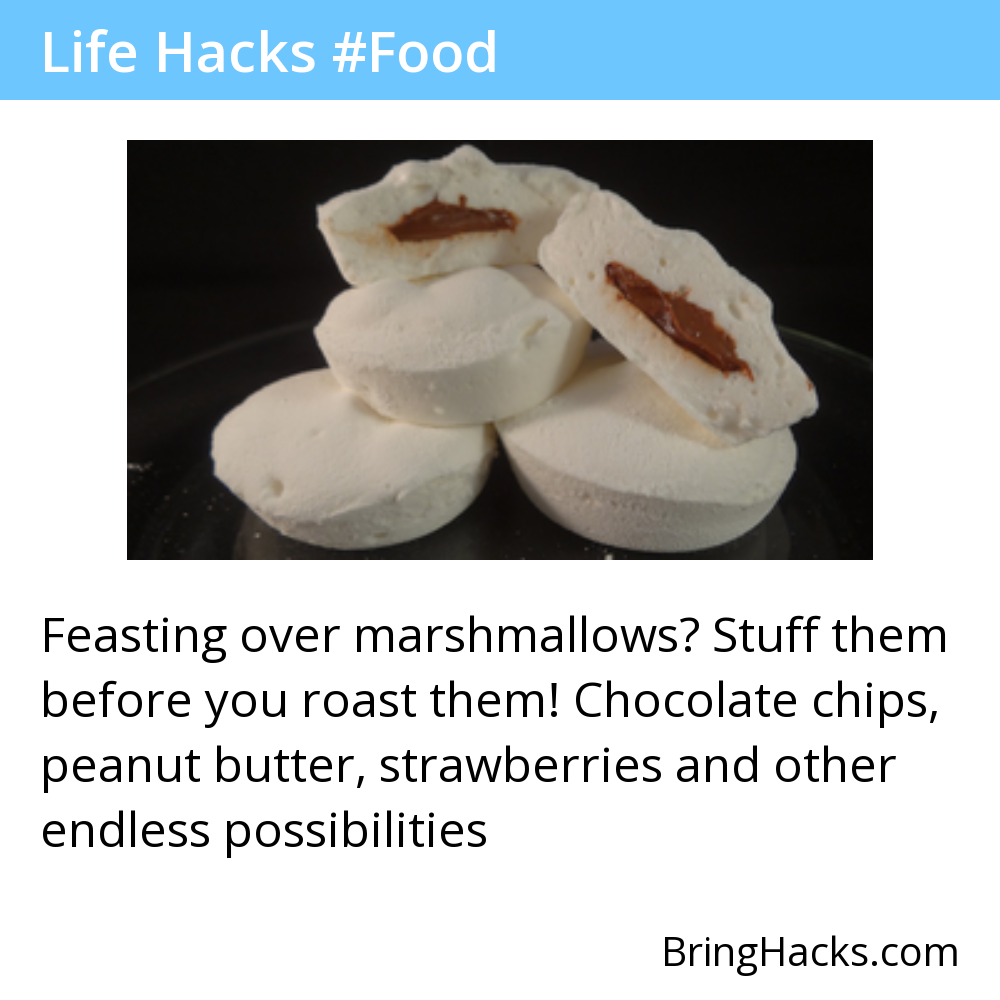 Life Hacks #Food
Feasting over marshmallows? Stuff them
before you roast them! Chocolate chips,
peanut butter, strawberries and other
endless possibilities
BringHacks.com